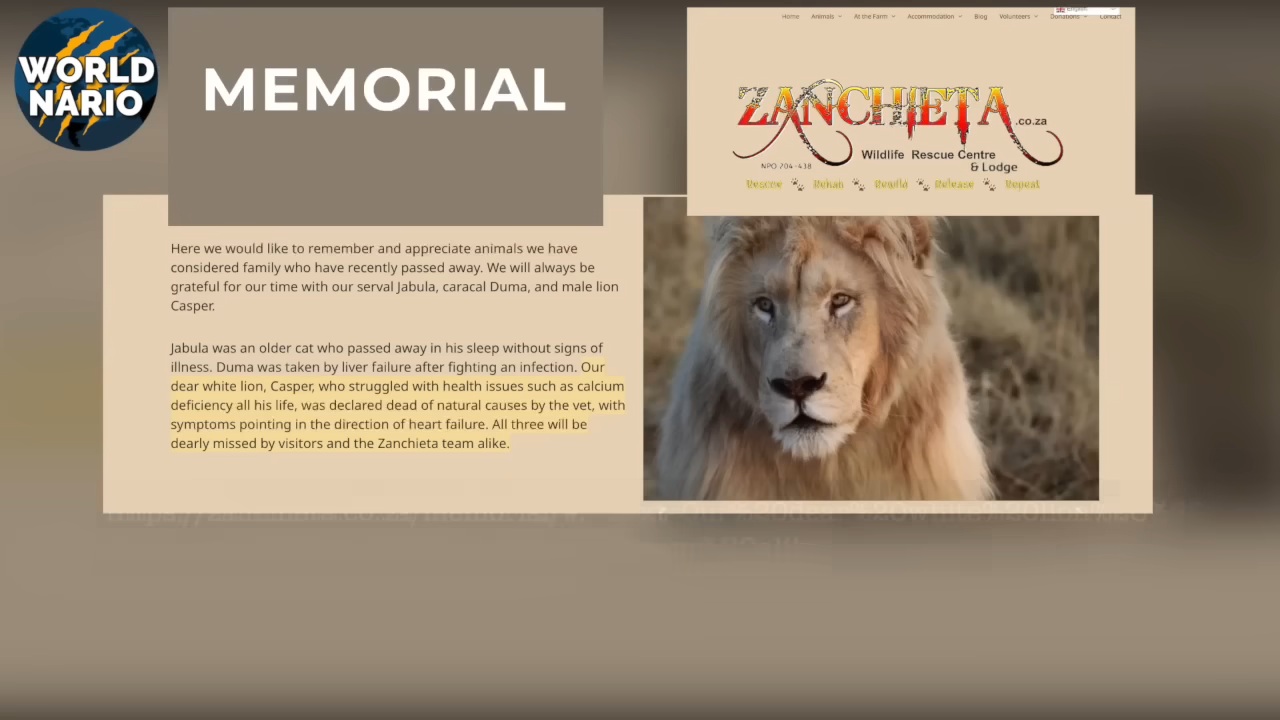 WORLD
NÁRIO
MEMORIAL
Home Animals At the Farm Accommodation Blog Volunteers Donations Contact
ZANCHIETA
.co.za
Wildlife Rescue Centre
& Lodge
NPO 204-438
Rescue Rehab Rewild Release Repeat
Here we would like to remember and appreciate animals we have
considered family who have recently passed away. We will always be
grateful for our time with our serval Jabula, caracal Duma, and male lion
Casper.
Jabula was an older cat who passed away in his sleep without signs of
illness. Duma was taken by liver failure after fighting an infection. Our
dear white lion, Casper, who struggled with health issues such as calcium
deficiency all his life, was declared dead of natural causes by the vet, with
symptoms pointing in the direction of heart failure. All three will be
dearly missed by visitors and the Zanchieta team alike.